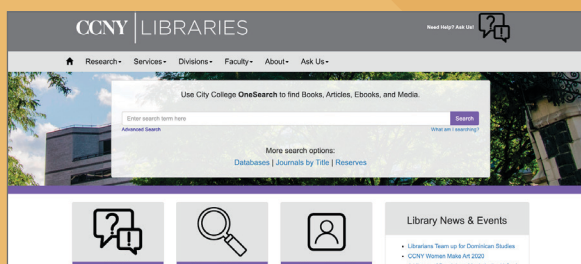 CCNY LIBRARIES
Need Help? Ask Us!
Research Services Divisions Faculty About Ask Us
Use City College OneSearch to find Books, Articles, Ebooks, and Media.
Enter search term here
Search
Advanced Search
What am I searching?
More search options:
Databases | Journals by Title | Reserves
Library News & Events
• Librarians Team up for Dominican Studies
• CCNY Women Make Art 2020